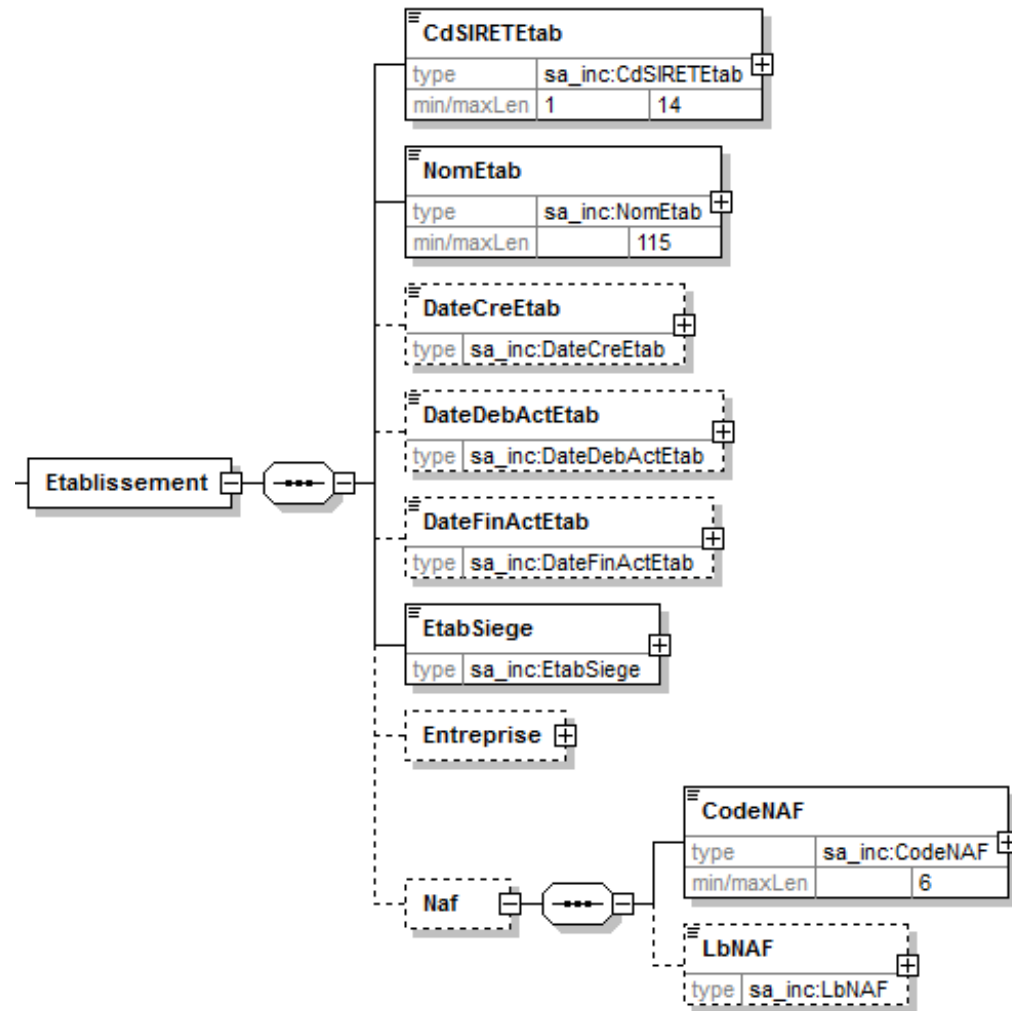 CdSIRETEtab
type sa_inc:CdSIRETEtab
min/maxLen 1 14
NomEtab
type sa_inc:NomEtab
min/maxLen 115
DateCreEtab
type sa_inc:DateCreEtab
DateDebActEtab
type sa_inc:DateDebActEtab
Etablissement
DateFinActEtab
type sa_inc:DateFinActEtab
EtabSiege
type sa_inc:EtabSiege
Entreprise
Naf
CodeNAF
type sa_inc:CodeNAF
min/maxLen 6
LbNAF
type sa_inc:LbNAF